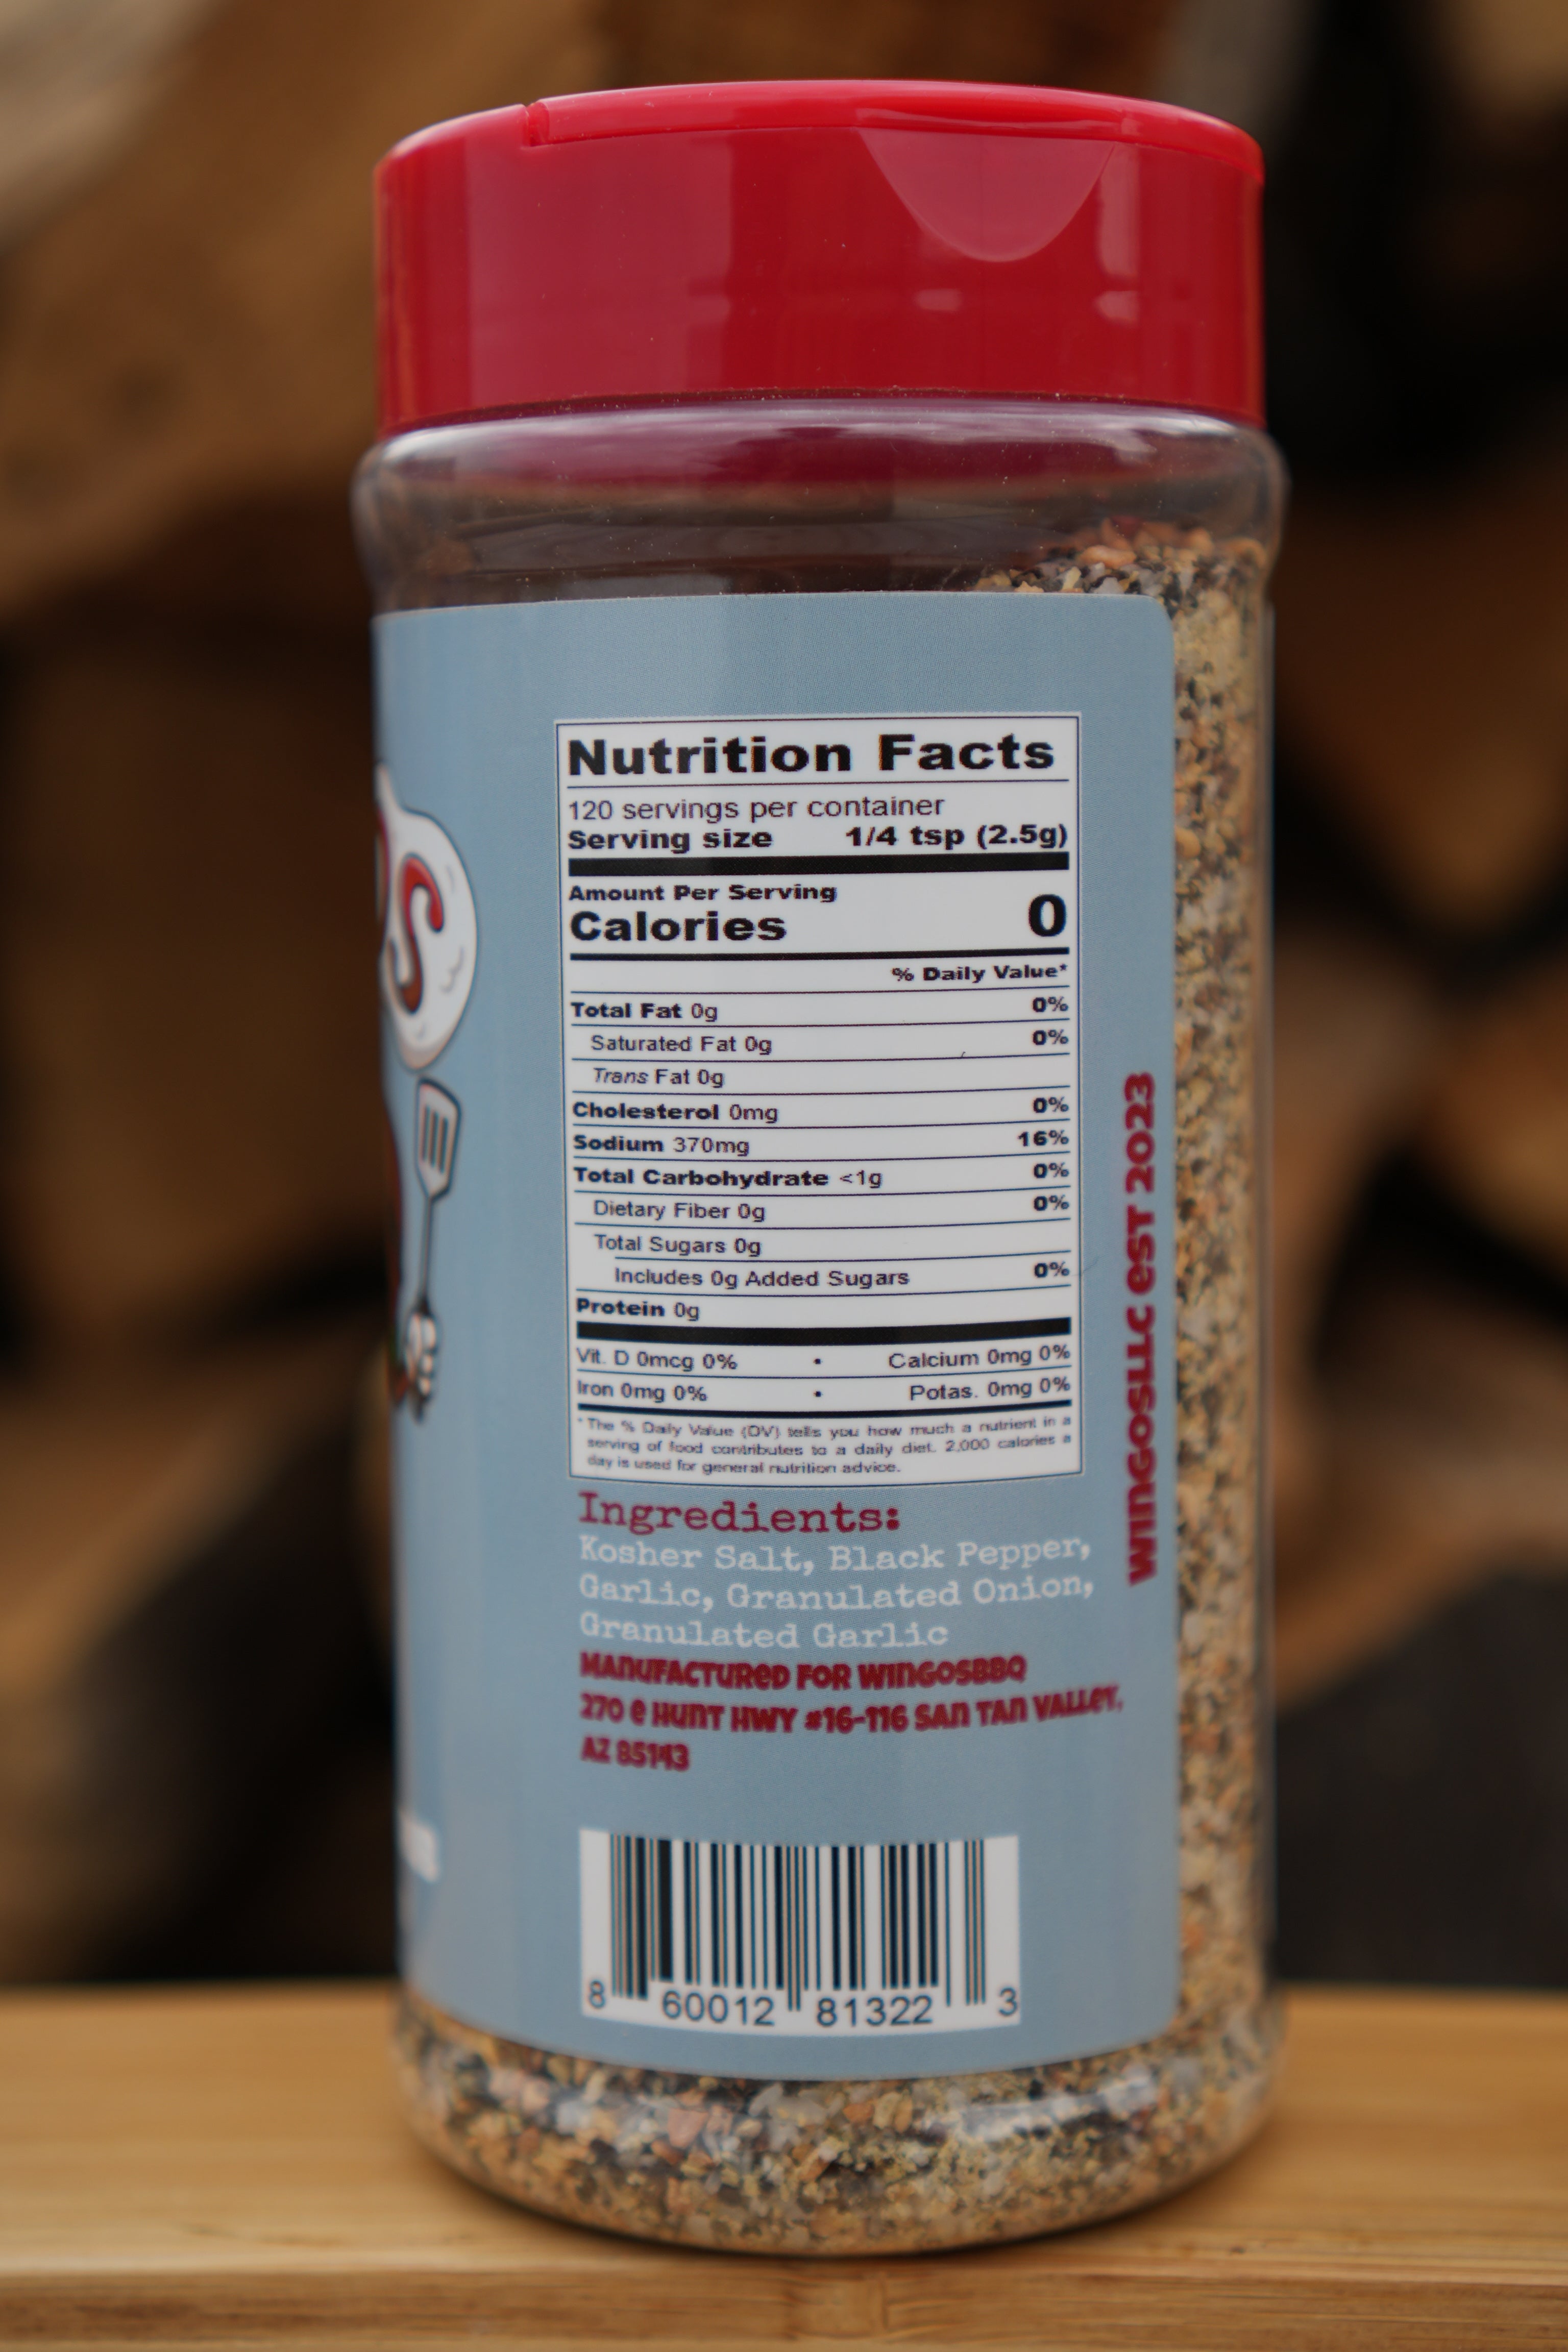 S
Nutrition Facts
120 servings per container
Serving size 1/4 tsp (2.5g)
Amount Per Serving
Calories 0
% Daily Value*
Total Fat 0g 0%
Saturated Fat 0g 0%
Trans Fat 0g
Cholesterol 0mg 0%
Sodium 370mg 16%
Total Carbohydrate <1g 0%
Dietary Fiber 0g 0%
Total Sugars 0g
Includes 0g Added Sugars 0%
Protein 0g
Vit. D 0mcg 0% • Calcium 0mg 0%
Iron 0mg 0% • Potas. 0mg 0%
* The % Daily Value (DV) tells you how much a nutrient in a
serving of food contributes to a daily diet. 2,000 calories a
day is used for general nutrition advice.
Ingredients:
Kosher Salt, Black Pepper,
Garlic, Granulated Onion,
Granulated Garlic
MANUFACTURED FOR WINGOSBBQ
270 e HUNT HWY #16-116 SAN TAN VALLEY,
AZ 85143
8 60012 81322 3
WINGOSLLC EST 2023